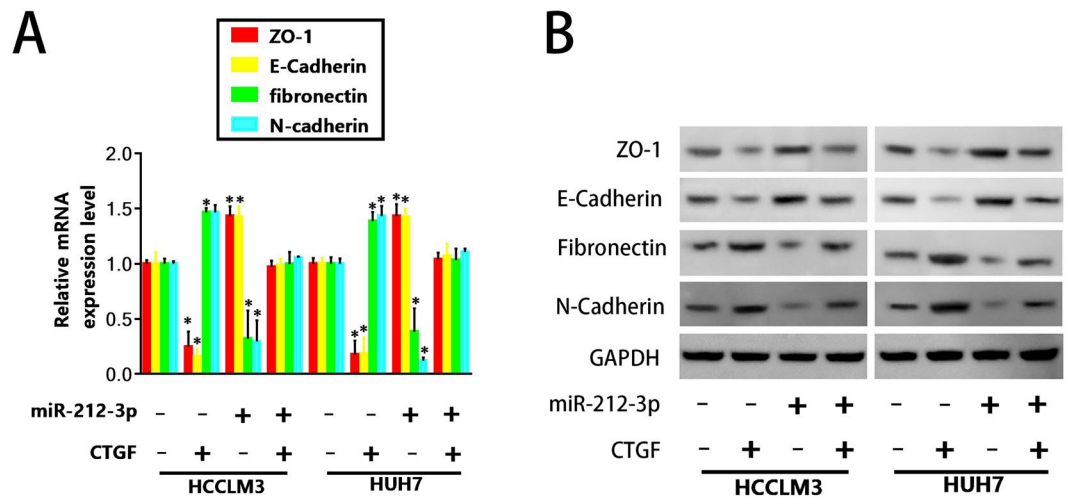 A
ZO-1
E-Cadherin
fibronectin
N-cadherin
Relative mRNA
expression level
2.0
1.5
1.0
0.5
0.0
* * * * * * * * * * * * * * *
miR-212-3p - - + + - - + +
CTGF - + - + - + - +
HCCLM3 HUH7
B
ZO-1
E-Cadherin
Fibronectin
N-Cadherin
GAPDH
miR-212-3p - - + + - - + +
CTGF - + - + - + - +
HCCLM3 HUH7